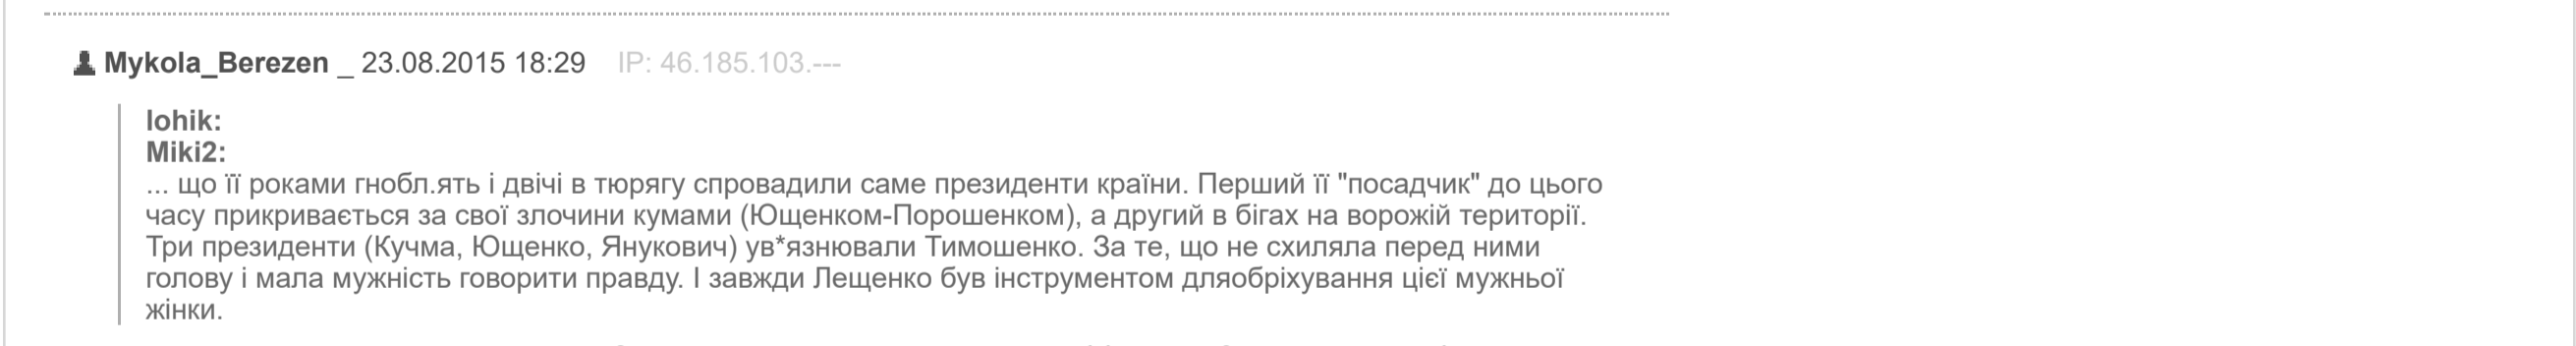 Mykola_Berezen _ 23.08.2015 18:29 IP: 46.185.103.---
lohik:
Miki2:
... що її роками гнобл.ять і двічі в тюрягу спровадили саме президенти країни. Перший її "посадчик" до цього
часу прикривається за свої злочини кумами (Ющенком-Порошенком), а другий в бігах на ворожій території.
Три президенти (Кучма, Ющенко, Янукович) ув*язнювали Тимошенко. За те, що не схиляла перед ними
голову і мала мужність говорити правду. І завжди Лещенко був інструментом дляобріхування цієї мужньої
жінки.